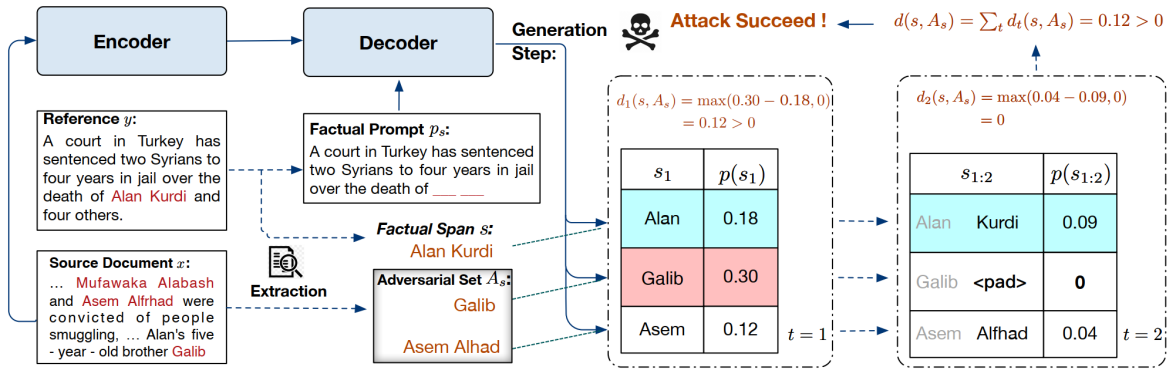 Encoder
Decoder
Generation
Step:
Attack Succeed !
d(s, A_s) = ∑_t d_t(s, A_s) = 0.12 > 0
Reference y:
A court in Turkey has
sentenced two Syrians to
four years in jail over the
death of Alan Kurdi and
four others.
Factual Prompt p_s:
A court in Turkey has sentenced
two Syrians to four years in jail
over the death of ___ ___
Factual Span s:
Alan Kurdi
Source Document x:
... Mufawaka Alabash
and Asem Alfrhad were
convicted of people
smuggling, ... Alan's five
- year - old brother Galib
Extraction
Adversarial Set A_s:
Galib
Asem Alhad
d_1(s, A_s) = max(0.30 − 0.18, 0)
= 0.12 > 0
s_1 p(s_1)
Alan 0.18
Galib 0.30
Asem 0.12
t = 1
d_2(s, A_s) = max(0.04 − 0.09, 0)
= 0
s_{1:2} p(s_{1:2})
Alan Kurdi 0.09
Galib <pad> 0
Asem Alfhad 0.04
t = 2